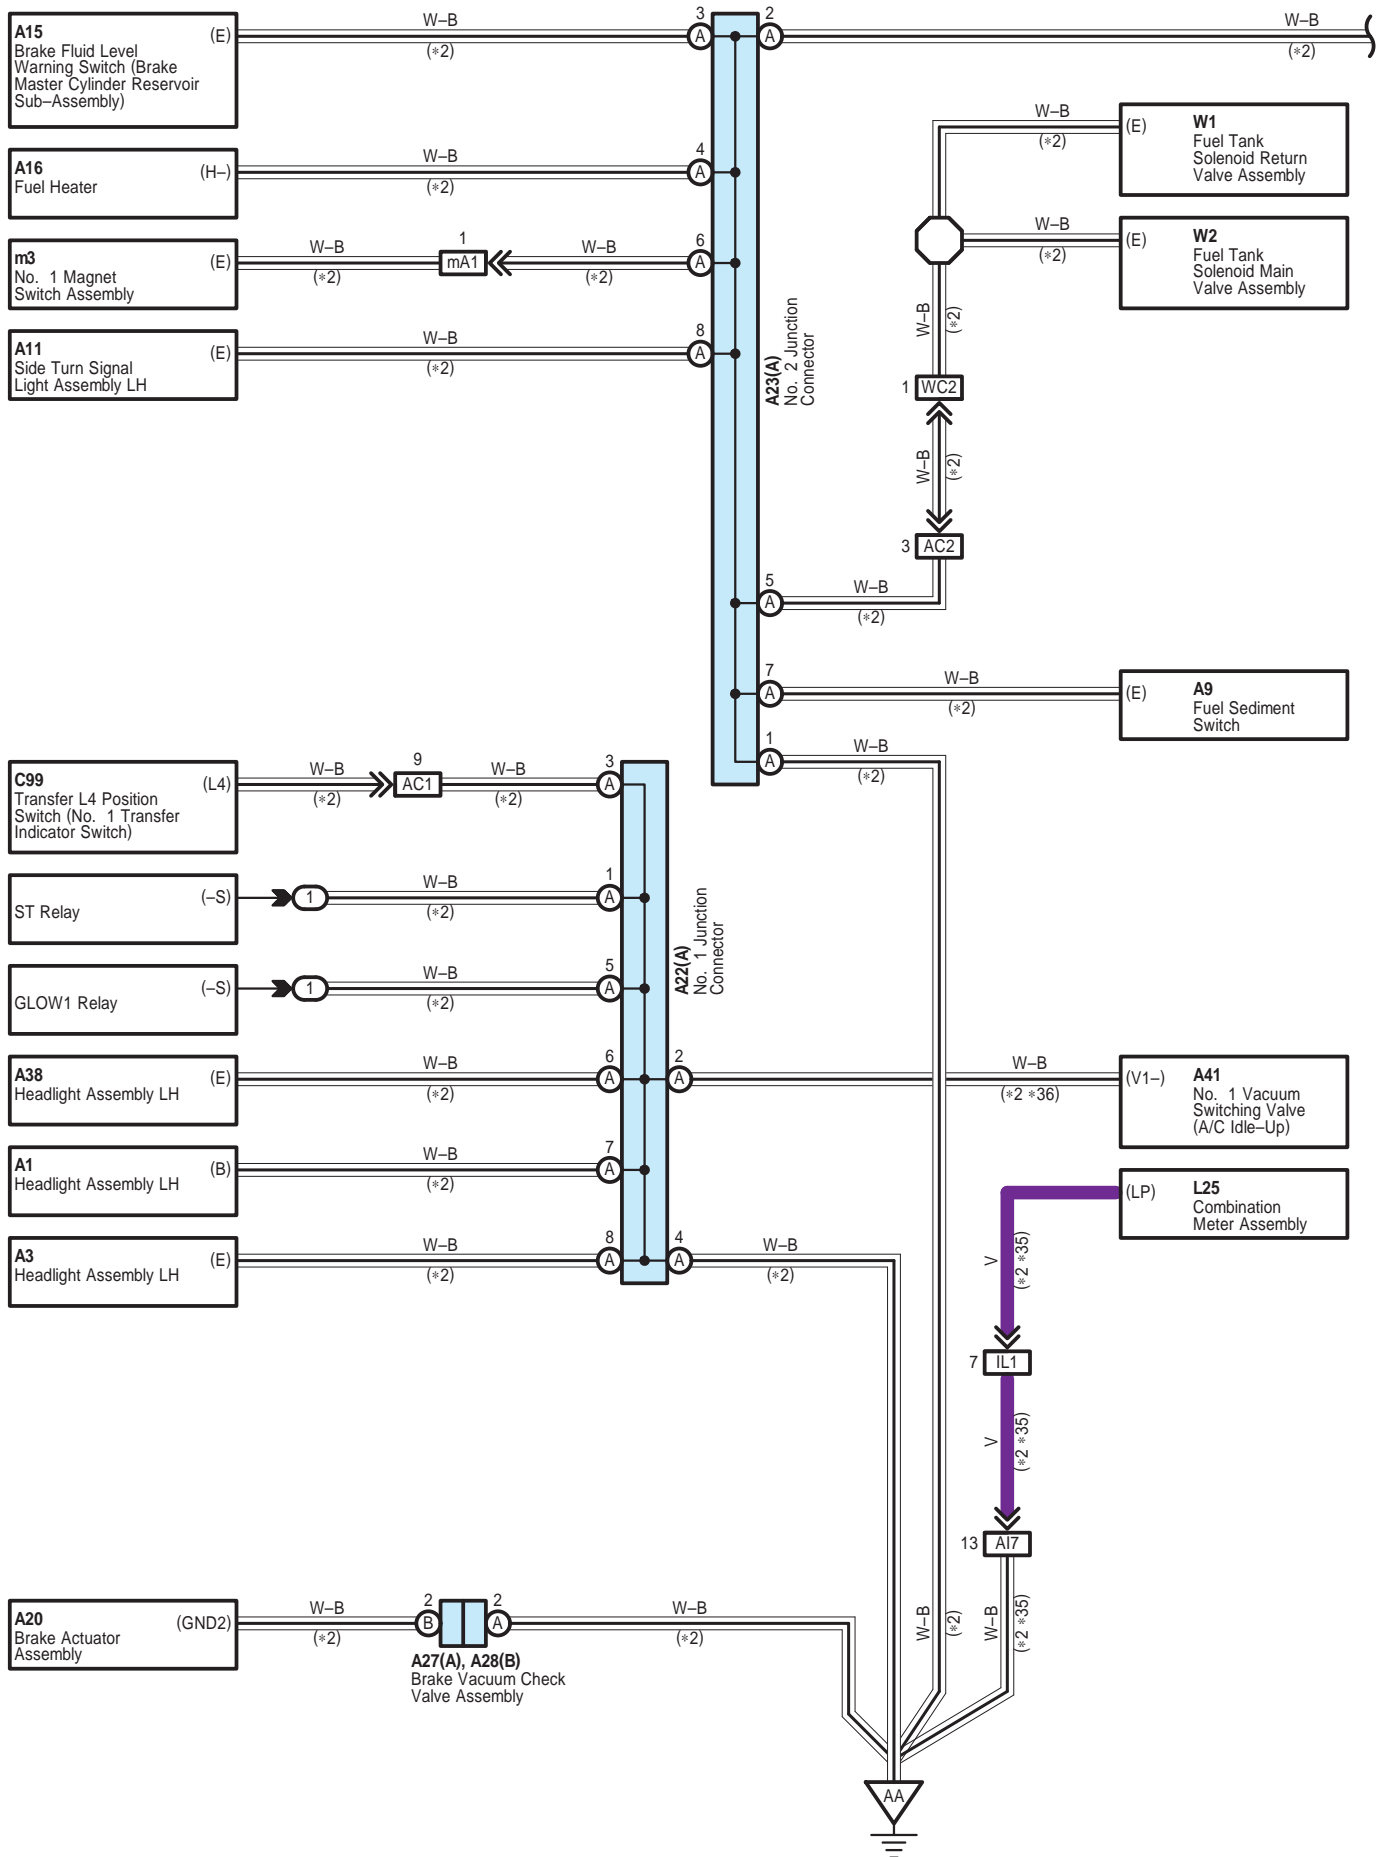 W–B
3
2
W–B
A15
(E)
A
A
Brake Fluid Level
(∗2)
(∗2)
Warning Switch (Brake
Master Cylinder Reservoir
Sub–Assembly)
W–B
(E)
W1
(∗2)
Fuel Tank
Solenoid Return
Valve Assembly
W–B
4
A16
(H–)
A
Fuel Heater
(∗2)
W–B
(E)
W2
(∗2)
Fuel Tank
Solenoid Main
Valve Assembly
W–B
1
W–B
6
m3
(E)
mA1
A
No. 1 Magnet
(∗2)
(∗2)
Switch Assembly
W–B
(∗2)
W–B
8
A11
(E)
A
Side Turn Signal
(∗2)
Light Assembly LH
A23(A)
No. 2 Junction
Connector
1
WC2
W–B
(∗2)
3
AC2
5
W–B
A
(∗2)
7
W–B
A
(E)
A9
(∗2)
Fuel Sediment
Switch
1
W–B
A
(∗2)
W–B
9
W–B
3
C99
(L4)
AC1
A
Transfer L4 Position
(∗2)
(∗2)
Switch (No. 1 Transfer
Indicator Switch)
W–B
1
(–S)
1
A
ST Relay
(∗2)
A22(A)
No. 1 Junction
Connector
W–B
5
(–S)
1
A
GLOW1 Relay
(∗2)
W–B
6
2
W–B
A38
(E)
A
A
(V1–)
A41
Headlight Assembly LH
(∗2)
(∗2 ∗36)
No. 1 Vacuum
Switching Valve
(A/C Idle–Up)
W–B
7
A1
(B)
A
Headlight Assembly LH
(∗2)
(LP)
L25
Combination
Meter Assembly
W–B
8
4
W–B
A3
(E)
A
A
Headlight Assembly LH
(∗2)
(∗2)
V
(∗2 ∗35)
7
IL1
V
(∗2 ∗35)
13
AI7
W–B
2
2
W–B
A20
(GND2)
B
A
Brake Actuator
(∗2)
(∗2)
Assembly
A27(A), A28(B)
Brake Vacuum Check
Valve Assembly
W–B
(∗2)
W–B
(∗2 ∗35)
AA